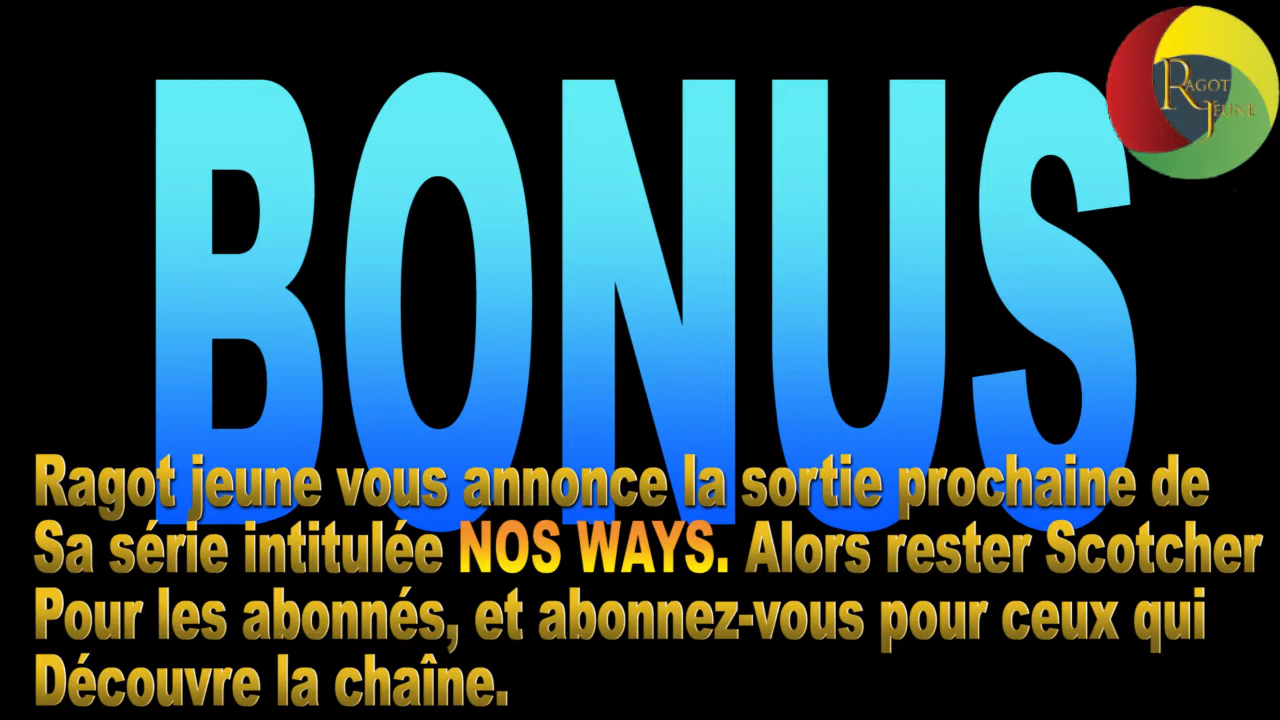 BONUS
RAGOT
JEUNE
Ragot jeune vous annonce la sortie prochaine de
Sa série intitulée NOS WAYS. Alors rester Scotcher
Pour les abonnés, et abonnez-vous pour ceux qui
Découvre la chaîne.